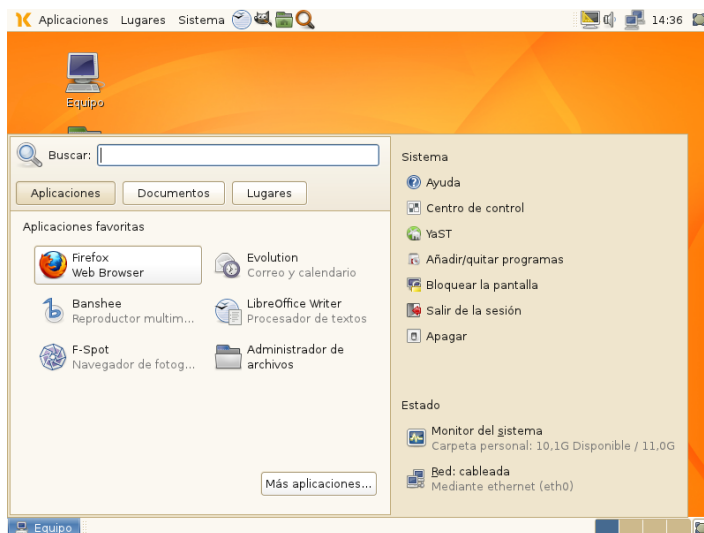 Aplicaciones Lugares Sistema 14:36
Equipo
Buscar:
Aplicaciones Documentos Lugares
Aplicaciones favoritas
Firefox
Web Browser
Evolution
Correo y calendario
Banshee
Reproductor multim...
LibreOffice Writer
Procesador de textos
F-Spot
Navegador de fotog...
Administrador de
archivos
Más aplicaciones...
Sistema
Ayuda
Centro de control
YaST
Añadir/quitar programas
Bloquear la pantalla
Salir de la sesión
Apagar
Estado
Monitor del sistema
Carpeta personal: 10,1G Disponible / 11,0G
Red: cableada
Mediante ethernet (eth0)
Equipo